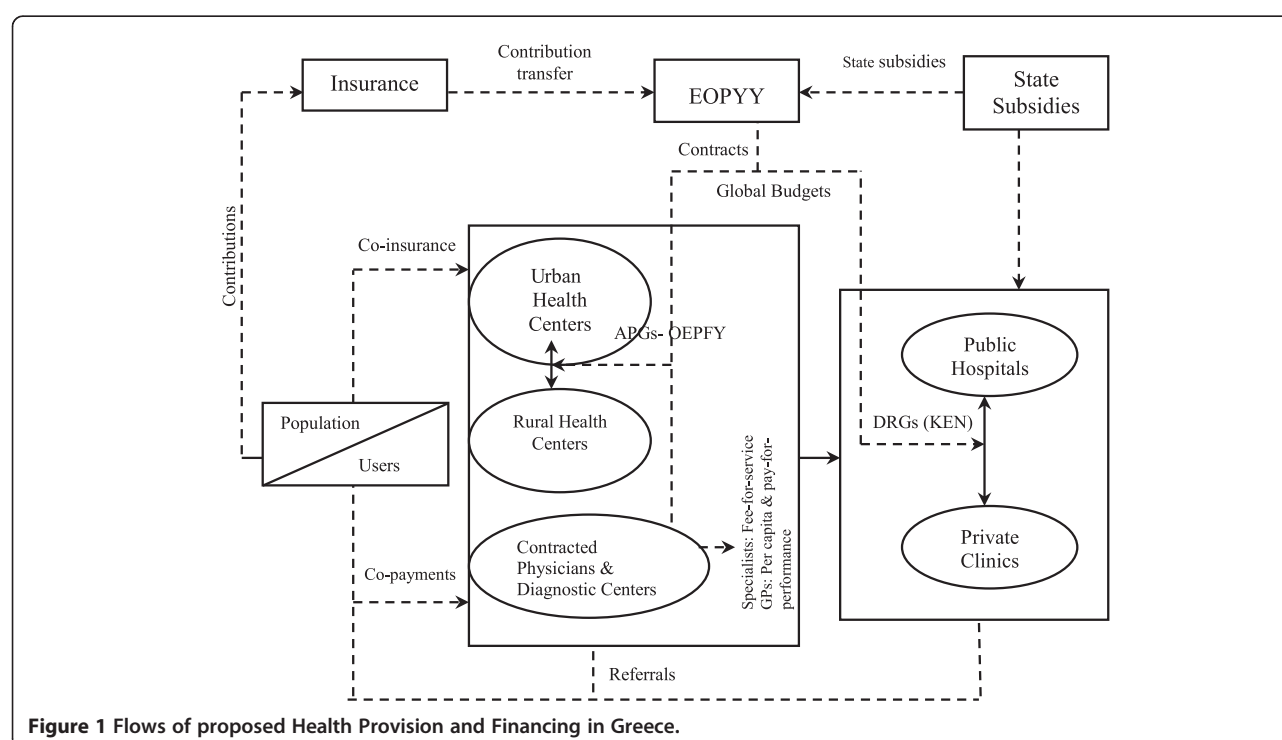 Insurance
Contribution
transfer
EOPYY
State subsidies
State
Subsidies
Contracts
Global Budgets
Contributions
Co-insurance
Urban
Health
Centers
APGs- OEPFY
Public
Hospitals
Population
Users
Rural Health
Centers
DRGs (KEN)
Specialists: Fee-for-service
GPs: Per capita & pay-for-
performance
Contracted
Physicians &
Diagnostic Centers
Private
Clinics
Co-payments
Referrals
Figure 1 Flows of proposed Health Provision and Financing in Greece.